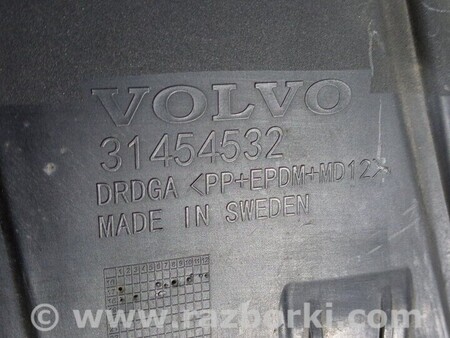 VOLVO
31454532
DRDGA <PP+EPDM+MD12>
MADE IN SWEDEN
© www.razborki.com